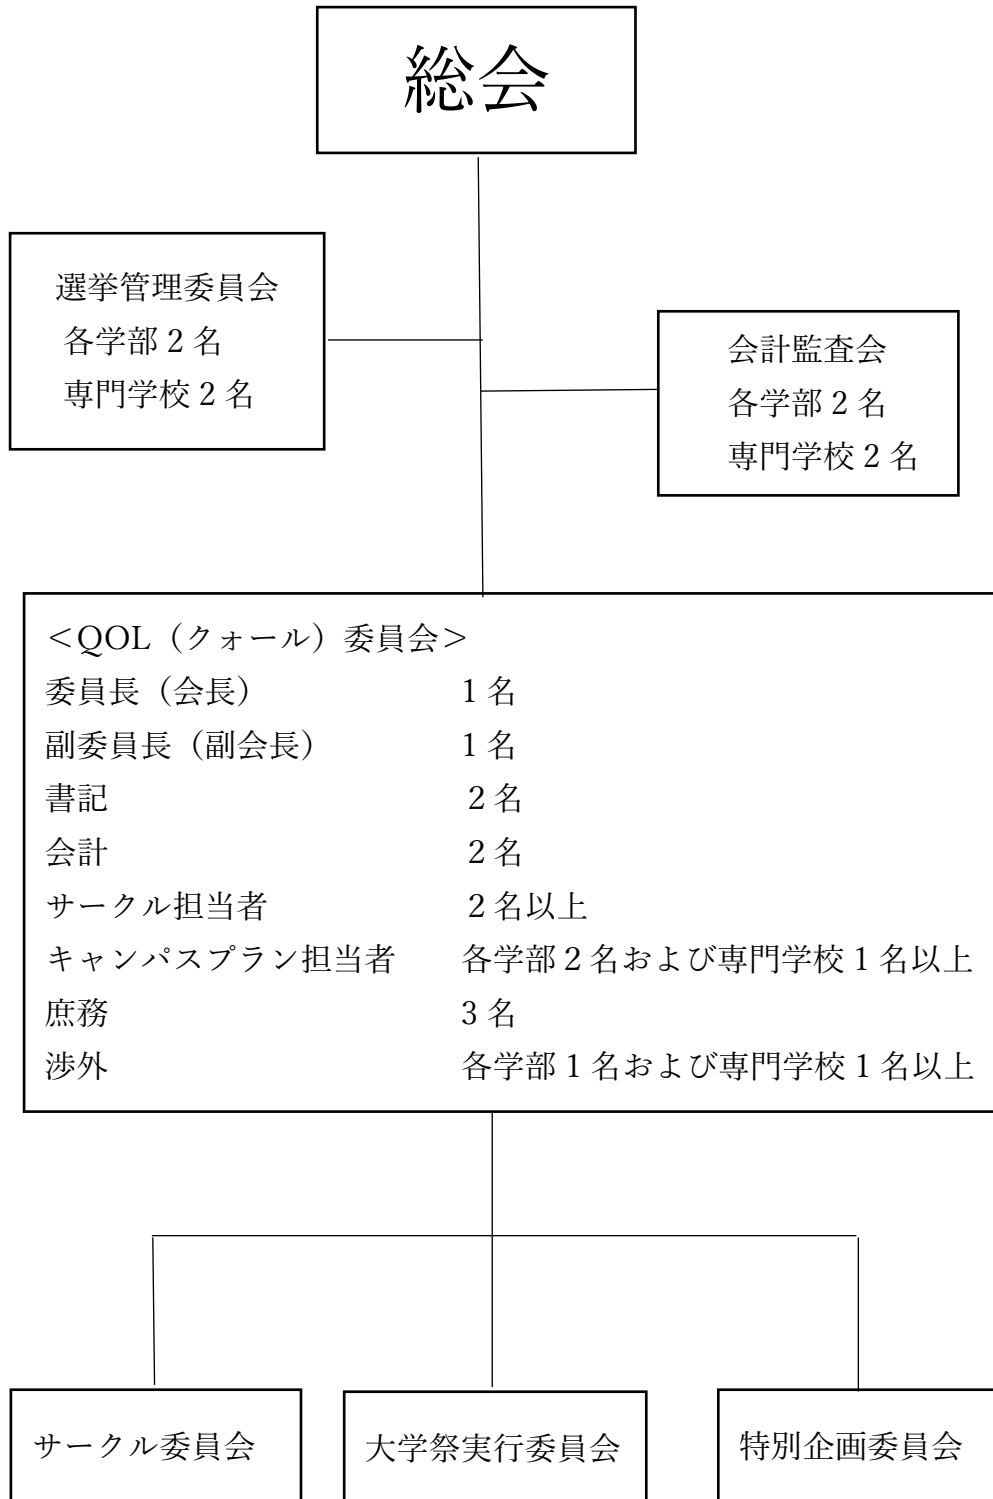 総会
選挙管理委員会
各学部２名
専門学校２名
会計監査会
各学部２名
専門学校２名
＜QOL（クォール）委員会＞
委員長（会長） 1 名
副委員長（副会長） 1 名
書記 ２名
会計 ２名
サークル担当者 ２名以上
キャンパスプラン担当者 各学部２名および専門学校１名以上
庶務 3 名
渉外 各学部１名および専門学校１名以上
サークル委員会
大学祭実行委員会
特別企画委員会